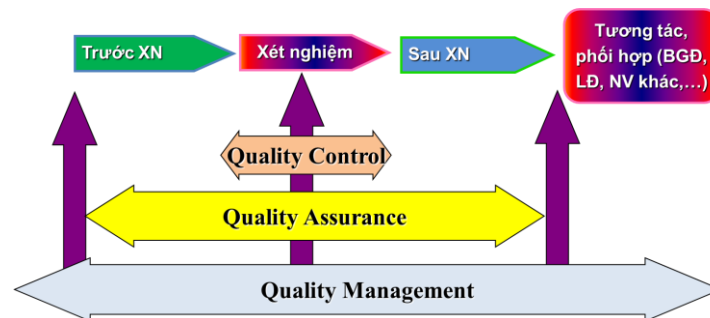 Trước XN
Xét nghiệm
Sau XN
Tương tác,
phối hợp (BGĐ,
LĐ, NV khác,...)
Quality Control
Quality Assurance
Quality Management